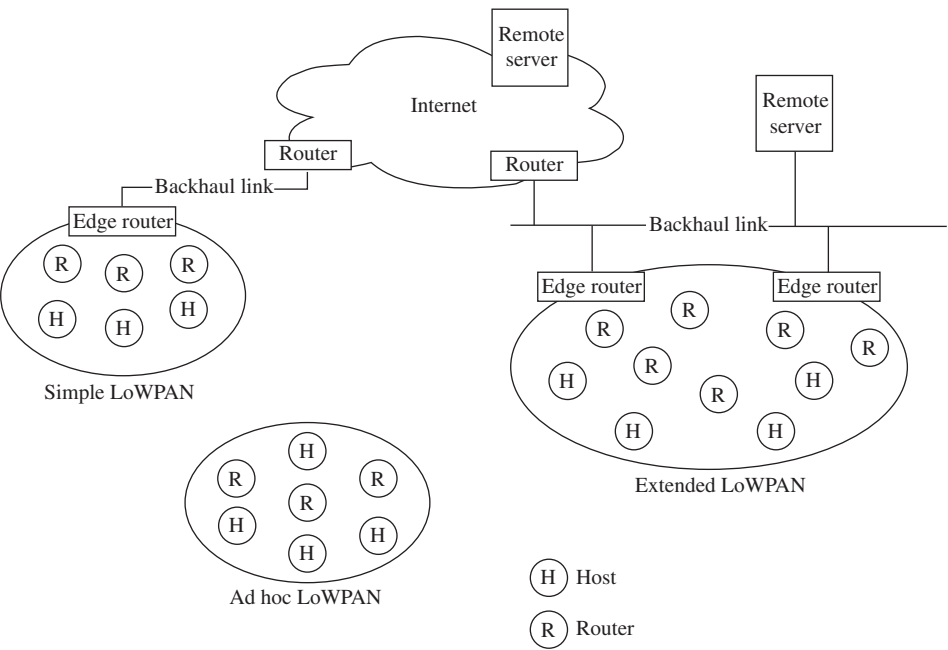 Remote
server
Internet
Remote
server
Router
Router
Backhaul link
Edge router
Backhaul link
R
R
R
H
H
H
Simple LoWPAN
Edge router
Edge router
R
R
R
R
R
R
H
H
H
H
Extended LoWPAN
H
R
R
R
H
H
H
Ad hoc LoWPAN
H Host
R Router